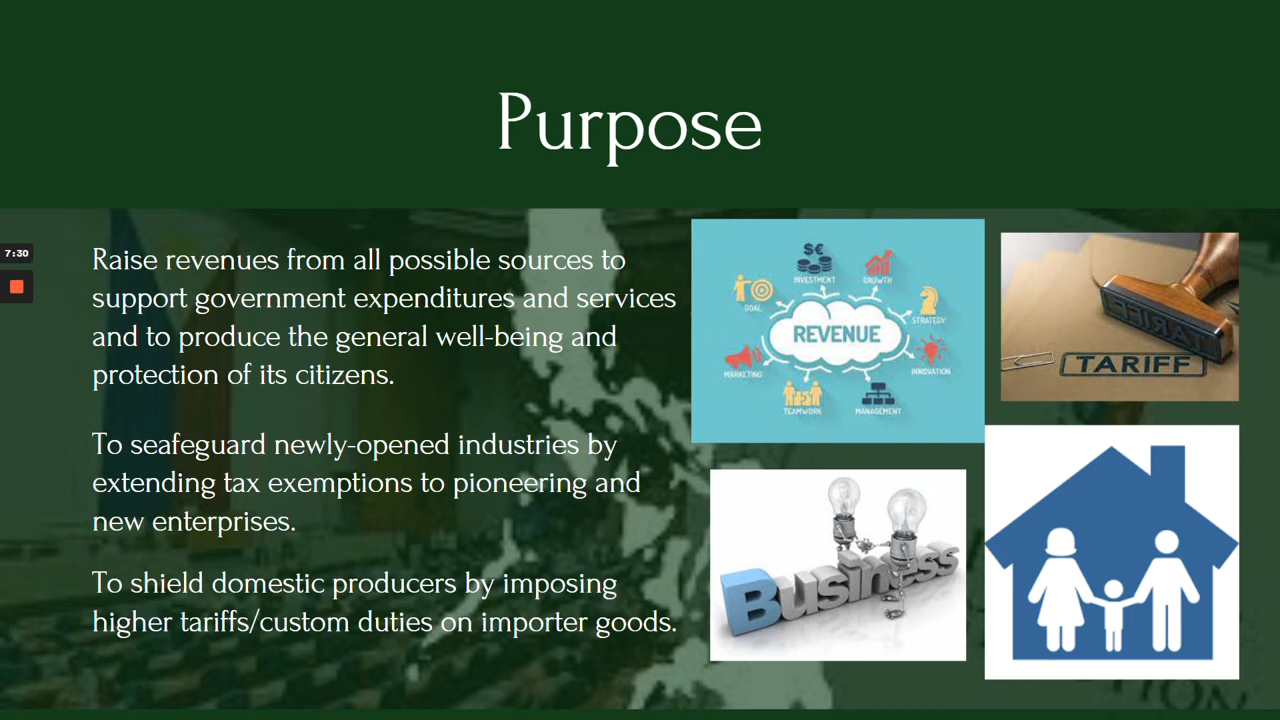 Purpose
7:30
Raise revenues from all possible sources to
support government expenditures and services
and to produce the general well-being and
protection of its citizens.
To seafeguard newly-opened industries by
extending tax exemptions to pioneering and
new enterprises.
To shield domestic producers by imposing
higher tariffs/custom duties on importer goods.
$€
INVESTMENT
GROWTH
GOAL
STRATEGY
REVENUE
MARKETING
INNOVATION
TEAMWORK
MANAGEMENT
TARIFF
TARIFF
Business